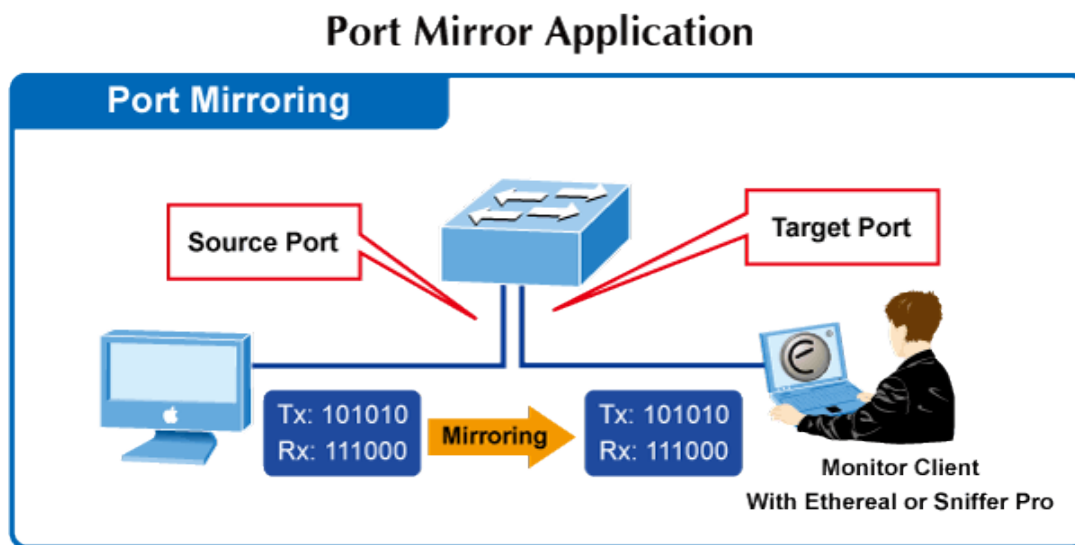 Port Mirror Application
Port Mirroring
Source Port
Target Port
Tx: 101010
Rx: 111000
Mirroring
Tx: 101010
Rx: 111000
Monitor Client
With Ethereal or Sniffer Pro